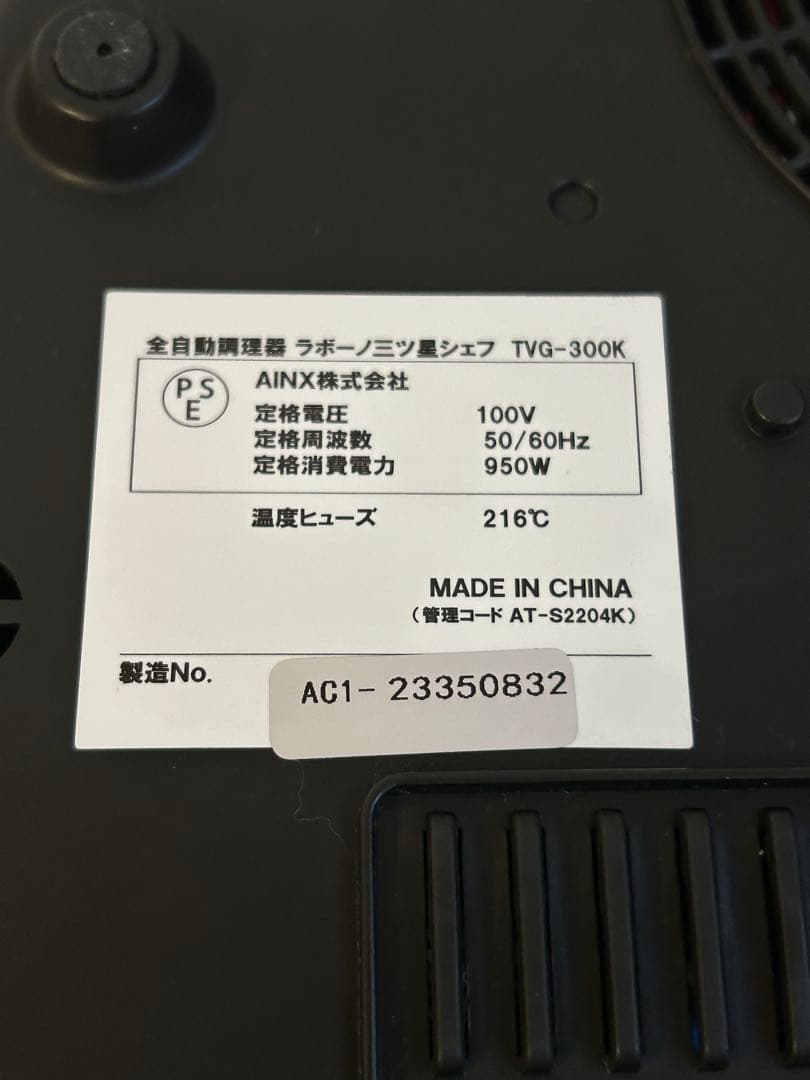 全自動調理器 ラボーノ三ツ星シェフ TVG-300K
PSE
AINX株式会社
定格電圧 100V
定格周波数 50/60Hz
定格消費電力 950W
温度ヒューズ 216℃
MADE IN CHINA
(管理コード AT-S2204K)
製造No. AC1- 23350832